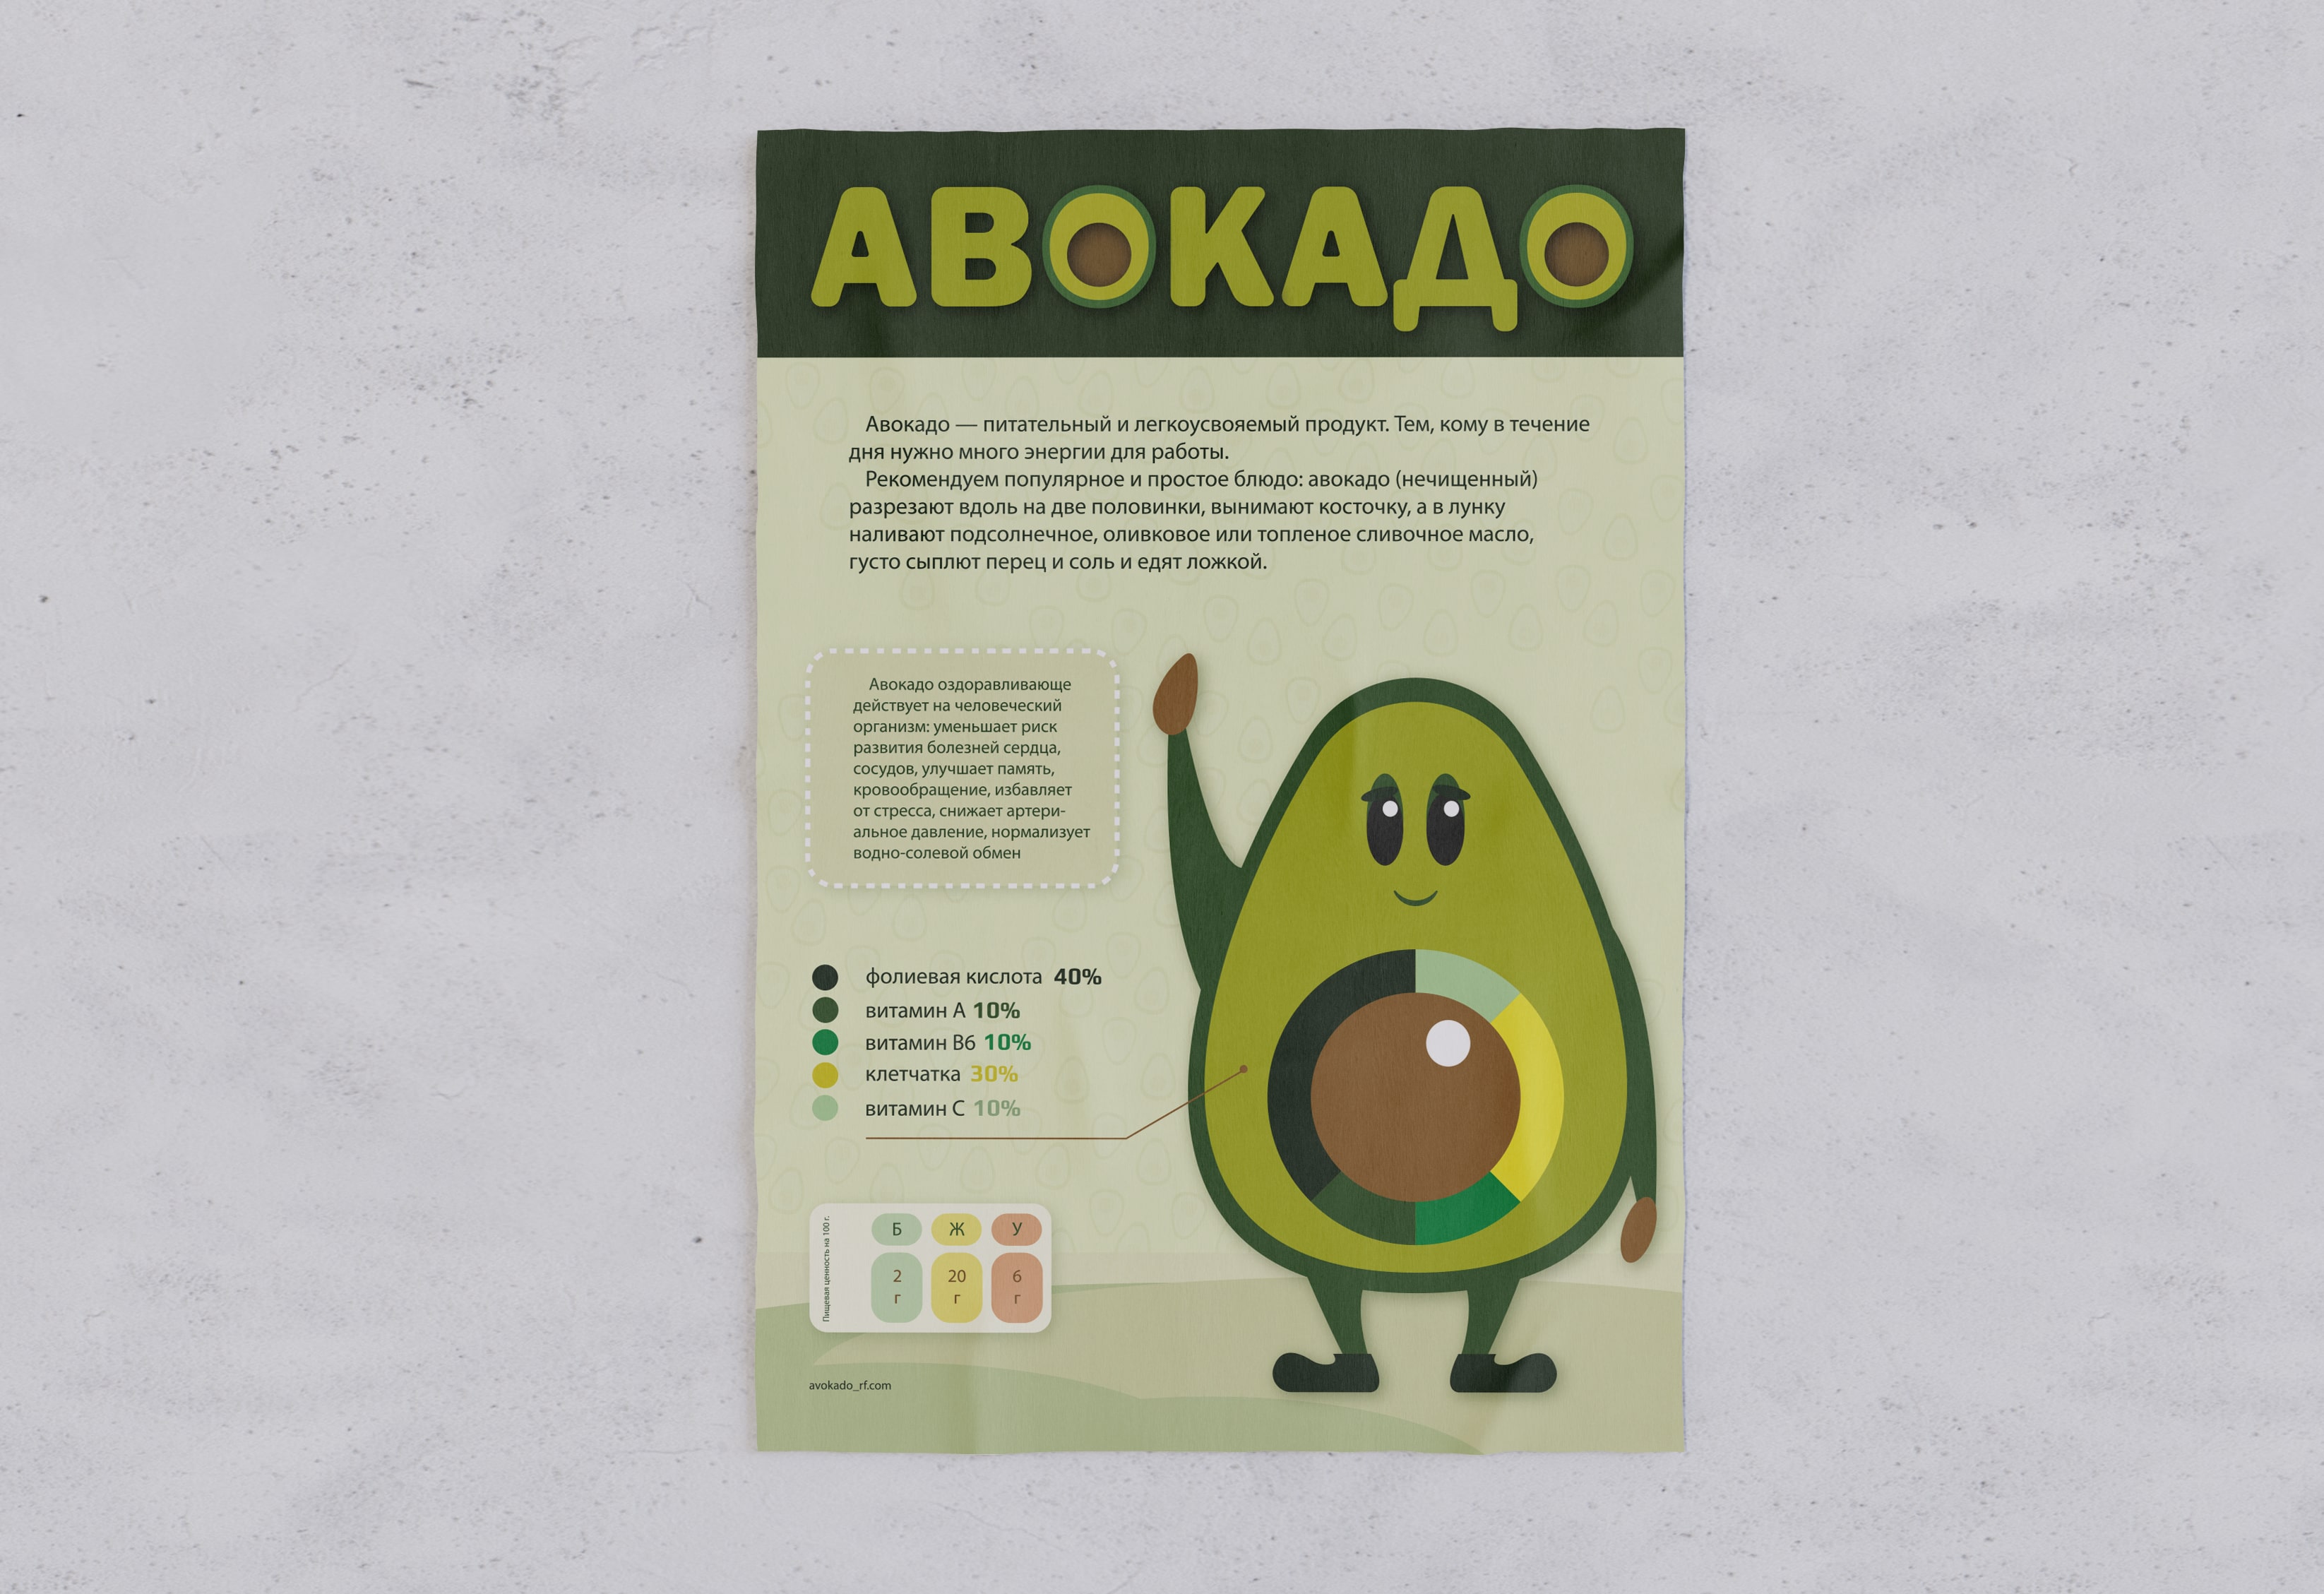 АВОКАДО
Авокадо — питательный и легкоусвояемый продукт. Тем, кому в течение
дня нужно много энергии для работы.
Рекомендуем популярное и простое блюдо: авокадо (нечищенный)
разрезают вдоль на две половинки, вынимают косточку, а в лунку
наливают подсолнечное, оливковое или топленое сливочное масло,
густо сыплют перец и соль и едят ложкой.
Авокадо оздоравливающе
действует на человеческий
организм: уменьшает риск
развития болезней сердца,
сосудов, улучшает память,
кровообращение, избавляет
от стресса, снижает артери-
альное давление, нормализует
водно-солевой обмен
фолиевая кислота 40%
витамин А 10%
витамин В6 10%
клетчатка 30%
витамин С 10%
Пищевая ценность на 100 г.
Б Ж У
2 20 6
г г г
avokado_rf.com